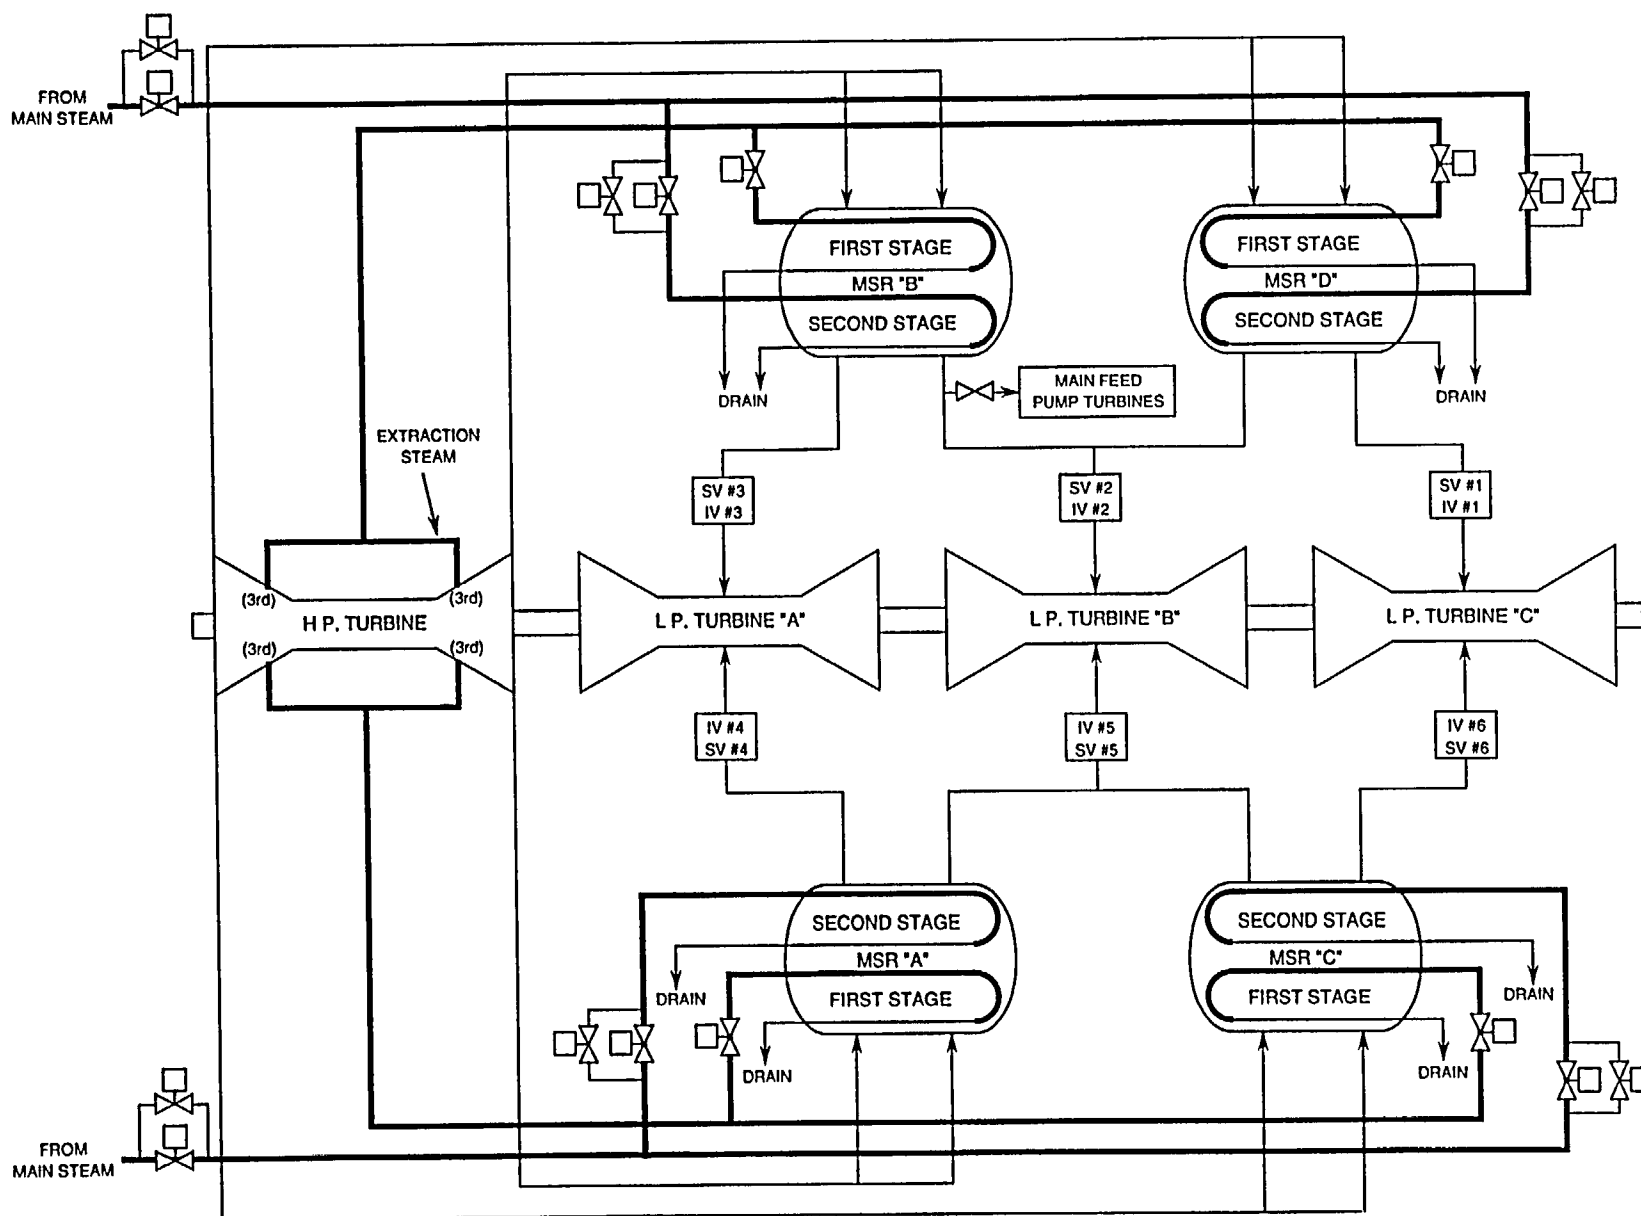 FROM
MAIN STEAM
FIRST STAGE
MSR "B"
SECOND STAGE
FIRST STAGE
MSR "D"
SECOND STAGE
DRAIN
MAIN FEED
PUMP TURBINES
DRAIN
EXTRACTION
STEAM
SV #3
IV #3
SV #2
IV #2
SV #1
IV #1
(3rd)
(3rd)
H P. TURBINE
(3rd)
(3rd)
L P. TURBINE "A"
L P. TURBINE "B"
L P. TURBINE "C"
IV #4
SV #4
IV #5
SV #5
IV #6
SV #6
SECOND STAGE
MSR "A"
FIRST STAGE
DRAIN
DRAIN
SECOND STAGE
MSR "C"
FIRST STAGE
DRAIN
DRAIN
FROM
MAIN STEAM